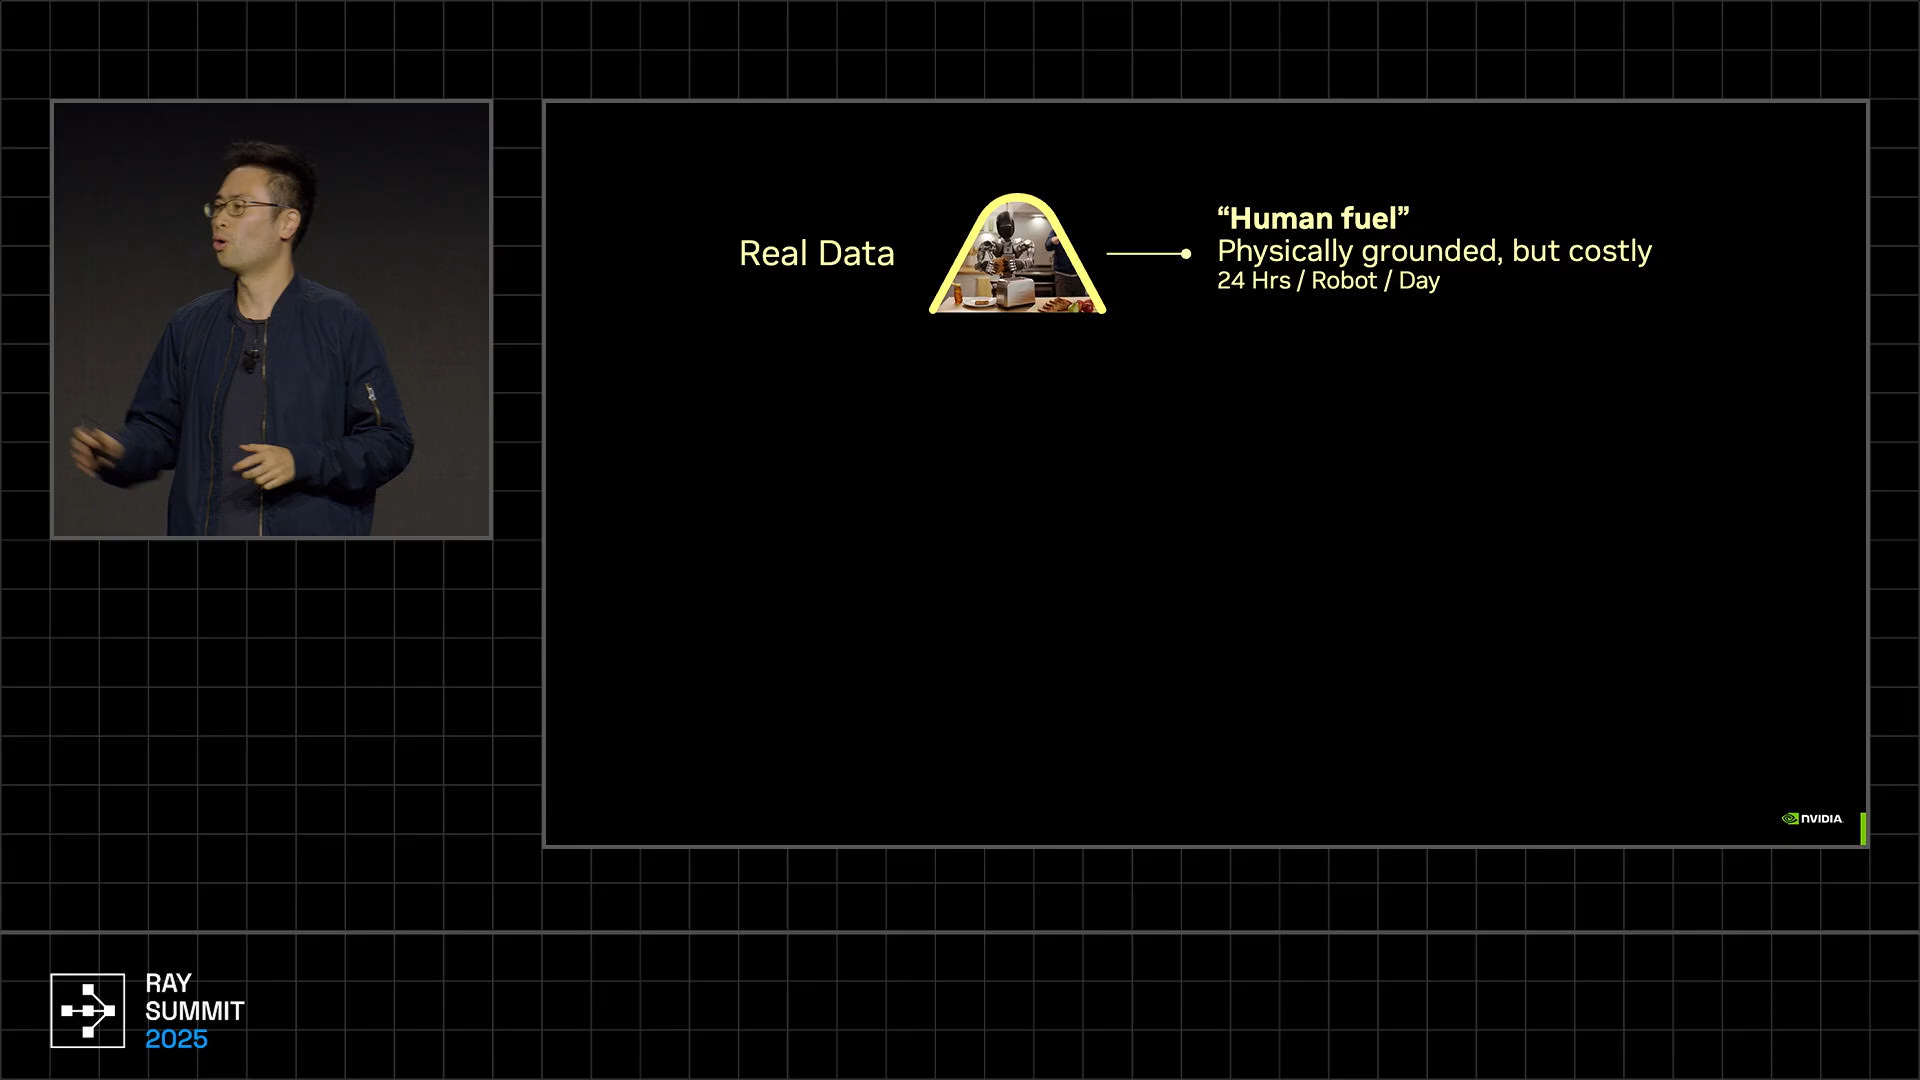 Real Data
“Human fuel”
Physically grounded, but costly
24 Hrs / Robot / Day
NVIDIA
RAY
SUMMIT
2025